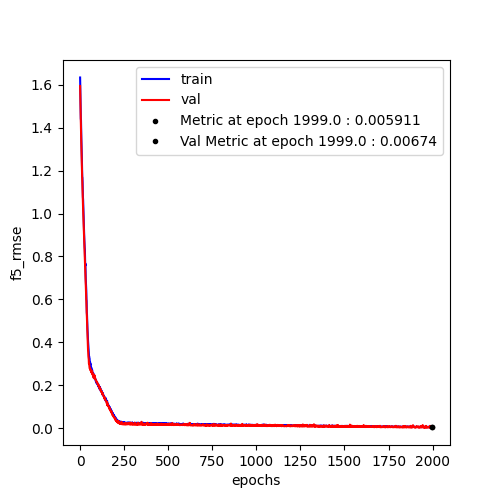 train
val
Metric at epoch 1999.0 : 0.005911
Val Metric at epoch 1999.0 : 0.00674
1.6
1.4
1.2
1.0
0.8
0.6
0.4
0.2
0.0
f5_rmse
0 250 500 750 1000 1250 1500 1750 2000
epochs